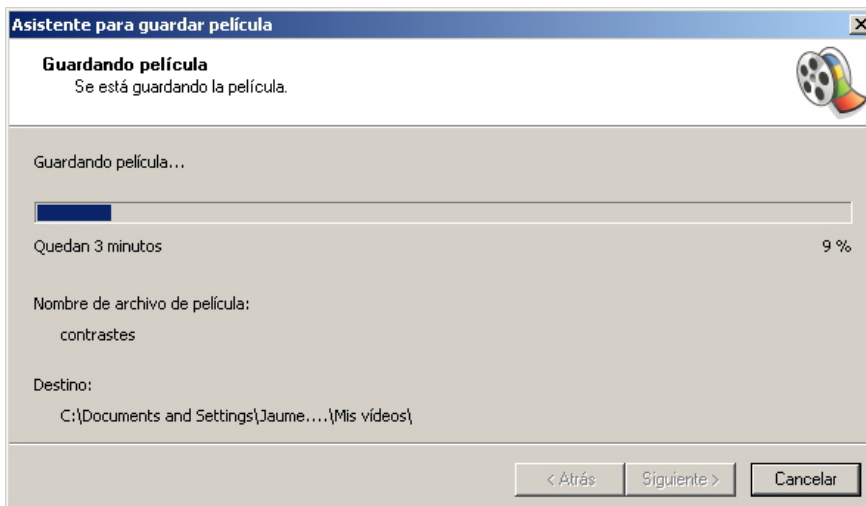 Asistente para guardar película
Guardando película
Se está guardando la película.
Guardando película...
Quedan 3 minutos
9 %
Nombre de archivo de película:
contrastes
Destino:
C:\Documents and Settings\Jaume....\Mis vídeos\
< Atrás
Siguiente >
Cancelar